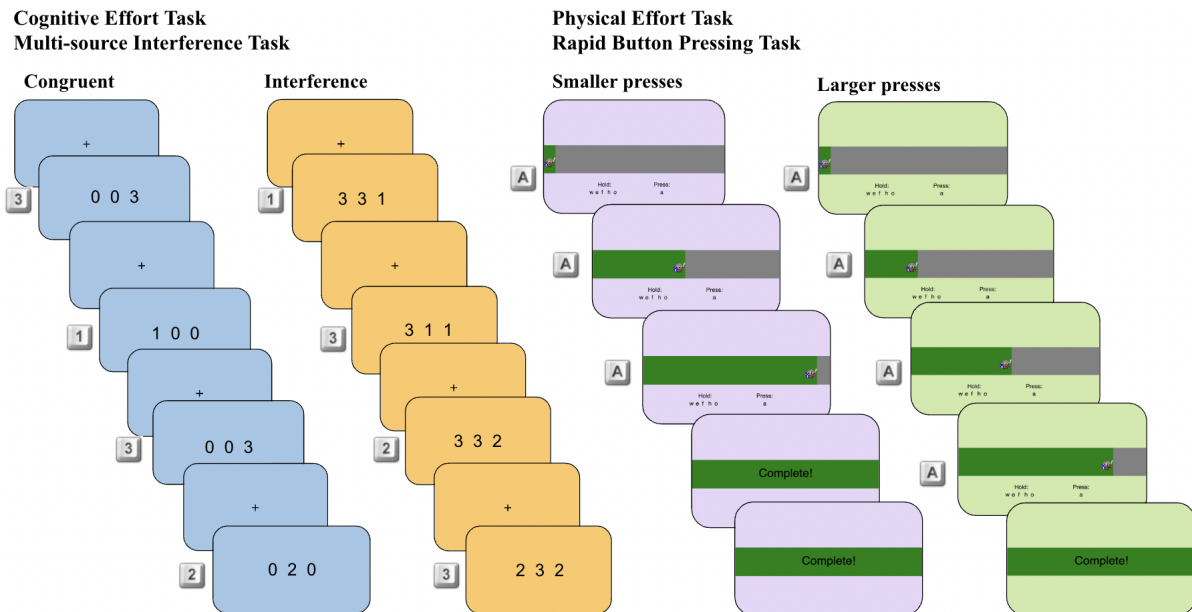 Cognitive Effort Task
Multi-source Interference Task
Congruent
Interference
+
3
0 0 3
+
1
1 0 0
+
3
0 0 3
+
2
0 2 0
+
1
3 3 1
+
3
3 1 1
+
2
3 3 2
+
3
2 3 2
Physical Effort Task
Rapid Button Pressing Task
Smaller presses
Larger presses
A
Hold: Press:
w e f h o a
A
Hold: Press:
w e f h o a
A
Hold: Press:
w e f h o a
Complete!
Complete!
A
Hold: Press:
w e f h o a
A
Hold: Press:
w e f h o a
A
Hold: Press:
w e f h o a
A
Hold: Press:
w e f h o a
Complete!